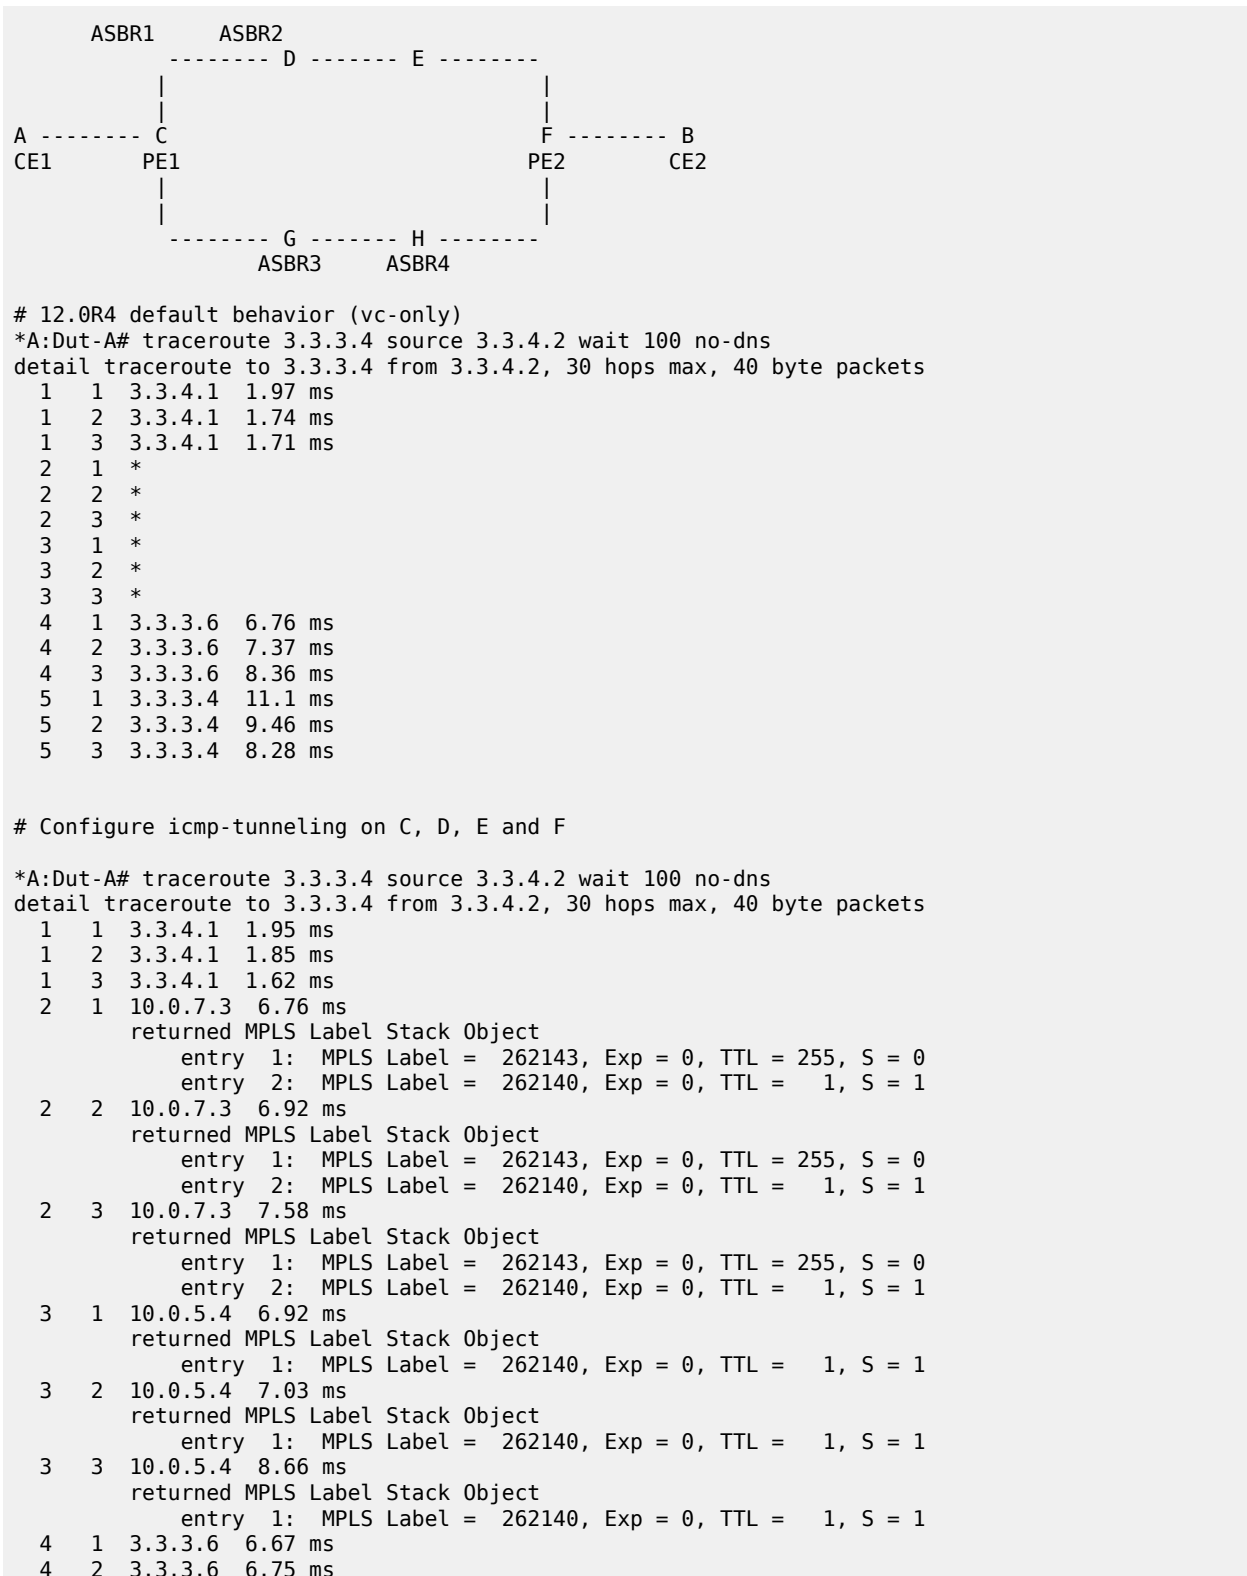 ASBR1     ASBR2
            -------- D ------- E --------
           |                             |
           |                             |
A -------- C                             F -------- B
CE1       PE1                           PE2       CE2
           |                             |
           |                             |
            -------- G ------- H --------
                   ASBR3     ASBR4
# 12.0R4 default behavior (vc-only)
*A:Dut-A# traceroute 3.3.3.4 source 3.3.4.2 wait 100 no-dns
detail traceroute to 3.3.3.4 from 3.3.4.2, 30 hops max, 40 byte packets
  1   1  3.3.4.1  1.97 ms
  1   2  3.3.4.1  1.74 ms
  1   3  3.3.4.1  1.71 ms
  2   1  *
  2   2  *
  2   3  *
  3   1  *
  3   2  *
  3   3  *
  4   1  3.3.3.6  6.76 ms
  4   2  3.3.3.6  7.37 ms
  4   3  3.3.3.6  8.36 ms
  5   1  3.3.3.4  11.1 ms
  5   2  3.3.3.4  9.46 ms
  5   3  3.3.3.4  8.28 ms
# Configure icmp-tunneling on C, D, E and F
*A:Dut-A# traceroute 3.3.3.4 source 3.3.4.2 wait 100 no-dns
detail traceroute to 3.3.3.4 from 3.3.4.2, 30 hops max, 40 byte packets
  1   1  3.3.4.1  1.95 ms
  1   2  3.3.4.1  1.85 ms
  1   3  3.3.4.1  1.62 ms
  2   1  10.0.7.3  6.76 ms
         returned MPLS Label Stack Object
             entry  1:  MPLS Label =  262143, Exp = 0, TTL = 255, S = 0
             entry  2:  MPLS Label =  262140, Exp = 0, TTL =   1, S = 1
  2   2  10.0.7.3  6.92 ms
         returned MPLS Label Stack Object
             entry  1:  MPLS Label =  262143, Exp = 0, TTL = 255, S = 0
             entry  2:  MPLS Label =  262140, Exp = 0, TTL =   1, S = 1
  2   3  10.0.7.3  7.58 ms
         returned MPLS Label Stack Object
             entry  1:  MPLS Label =  262143, Exp = 0, TTL = 255, S = 0
             entry  2:  MPLS Label =  262140, Exp = 0, TTL =   1, S = 1
  3   1  10.0.5.4  6.92 ms
         returned MPLS Label Stack Object
             entry  1:  MPLS Label =  262140, Exp = 0, TTL =   1, S = 1
  3   2  10.0.5.4  7.03 ms
         returned MPLS Label Stack Object
             entry  1:  MPLS Label =  262140, Exp = 0, TTL =   1, S = 1
  3   3  10.0.5.4  8.66 ms
         returned MPLS Label Stack Object
             entry  1:  MPLS Label =  262140, Exp = 0, TTL =   1, S = 1
  4   1  3.3.3.6  6.67 ms
  4   2  3.3.3.6  6.75 ms